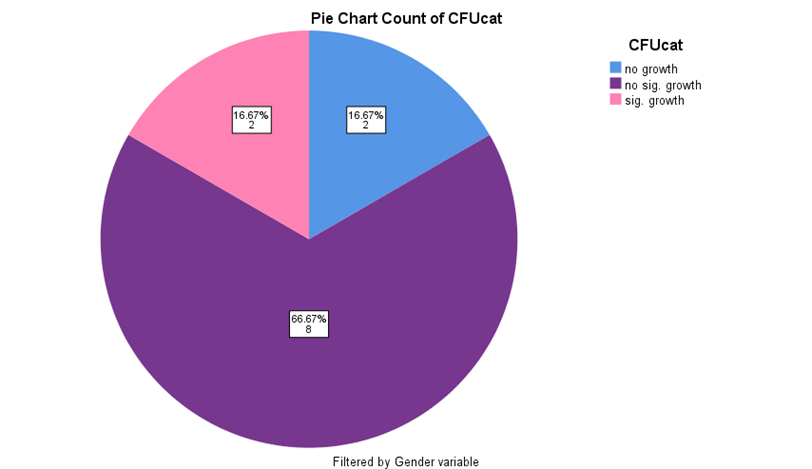 Pie Chart Count of CFUcat
CFUcat
no growth
no sig. growth
sig. growth
16.67%
2
16.67%
2
66.67%
8
Filtered by Gender variable